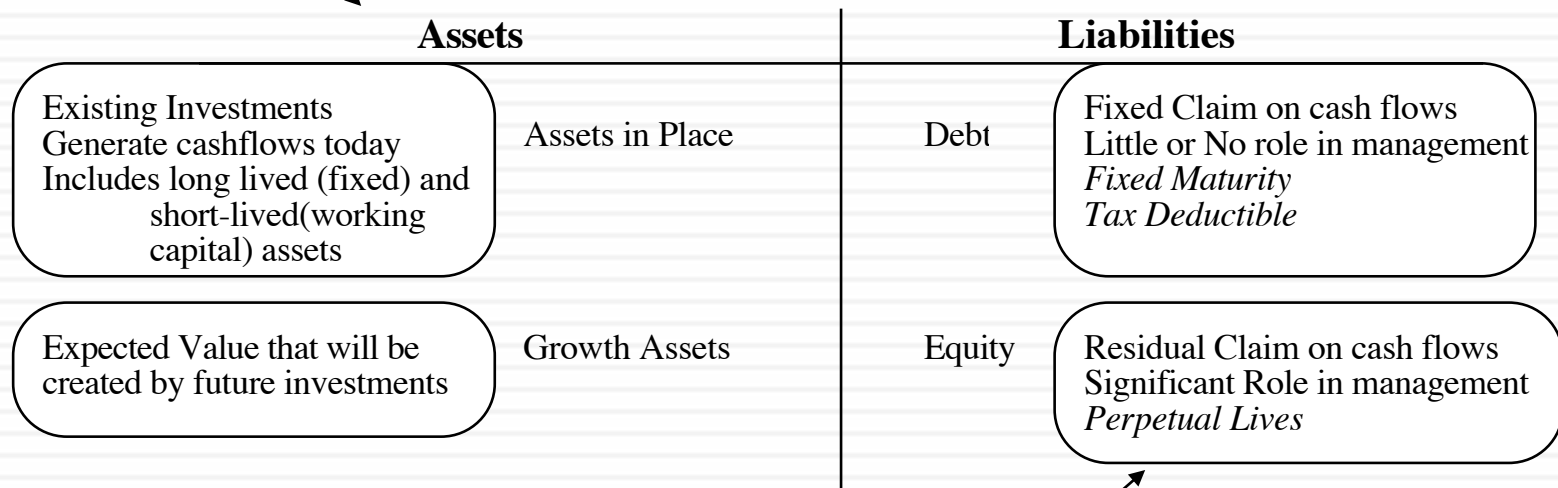 Assets
Liabilities
Existing Investments
Generate cashflows today
Includes long lived (fixed) and
short-lived(working
capital) assets
Assets in Place
Debt
Fixed Claim on cash flows
Little or No role in management
Fixed Maturity
Tax Deductible
Expected Value that will be
created by future investments
Growth Assets
Equity
Residual Claim on cash flows
Significant Role in management
Perpetual Lives